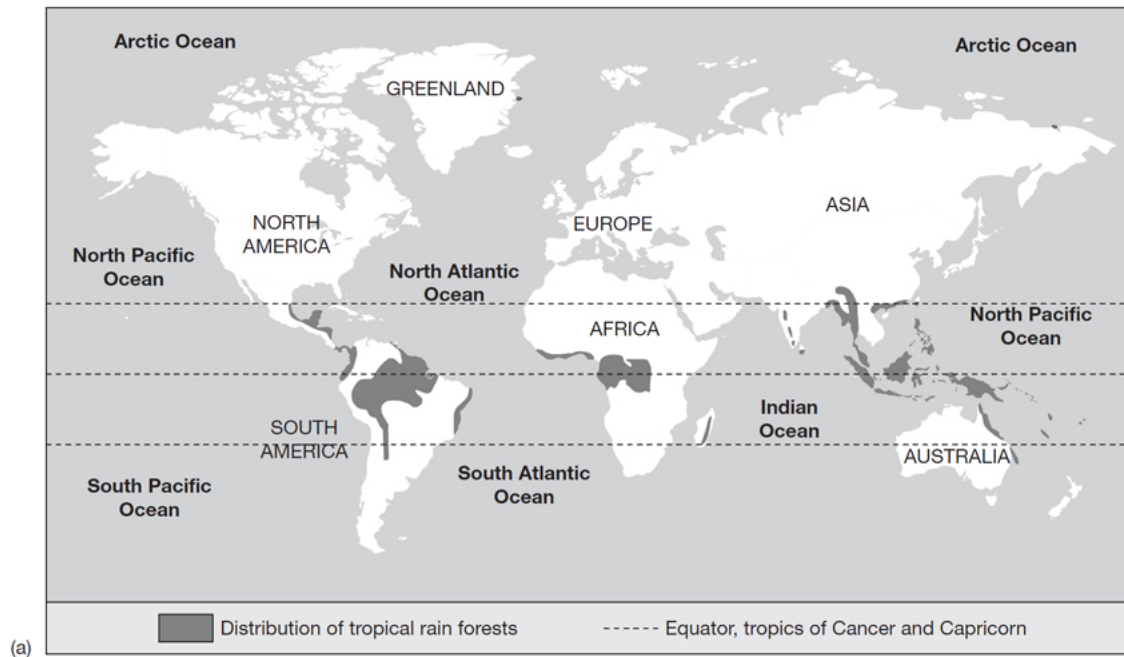 Arctic Ocean
Arctic Ocean
GREENLAND
NORTH
AMERICA
EUROPE
ASIA
North Pacific
Ocean
North Atlantic
Ocean
AFRICA
North Pacific
Ocean
Indian
Ocean
SOUTH
AMERICA
AUSTRALIA
South Pacific
Ocean
South Atlantic
Ocean
Distribution of tropical rain forests
Equator, tropics of Cancer and Capricorn
(a)